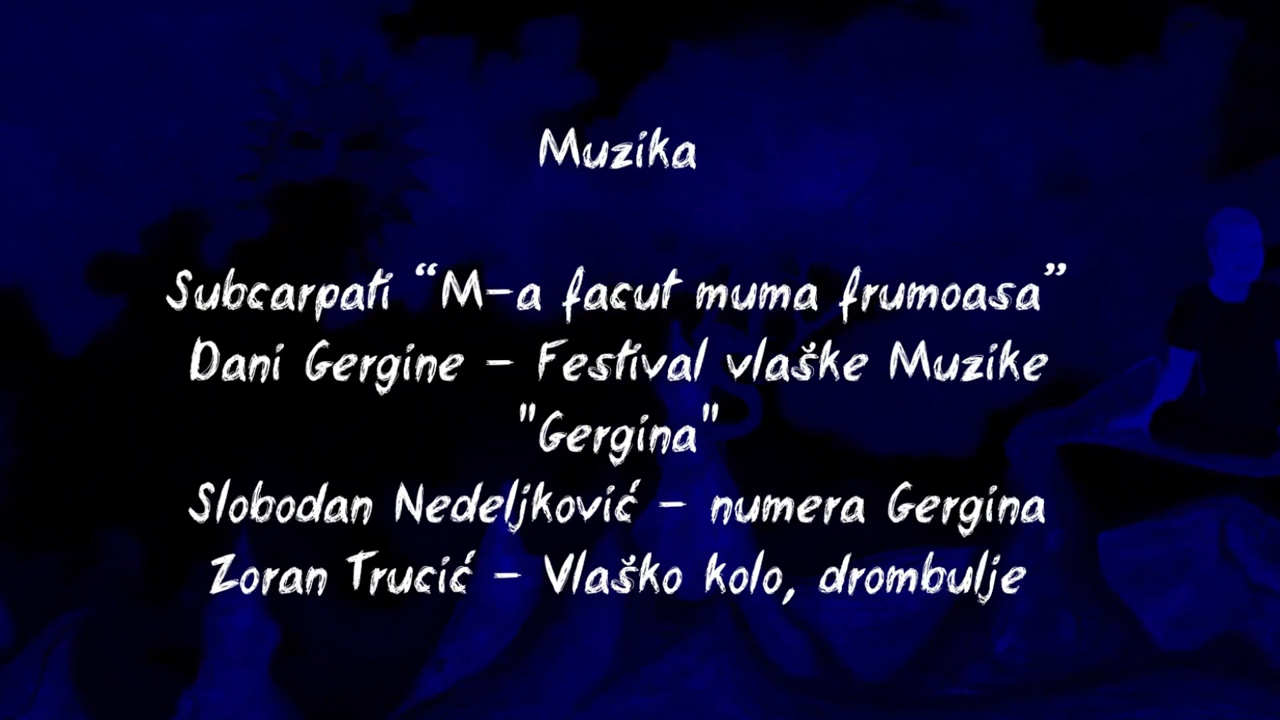 Muzika
Subcarpati “M-a facut muma frumoasa”
Dani Gergine – Festival vlaške Muzike
"Gergina"
Slobodan Nedeljković – numera Gergina
Zoran Trucić – Vlaško kolo, drombulje